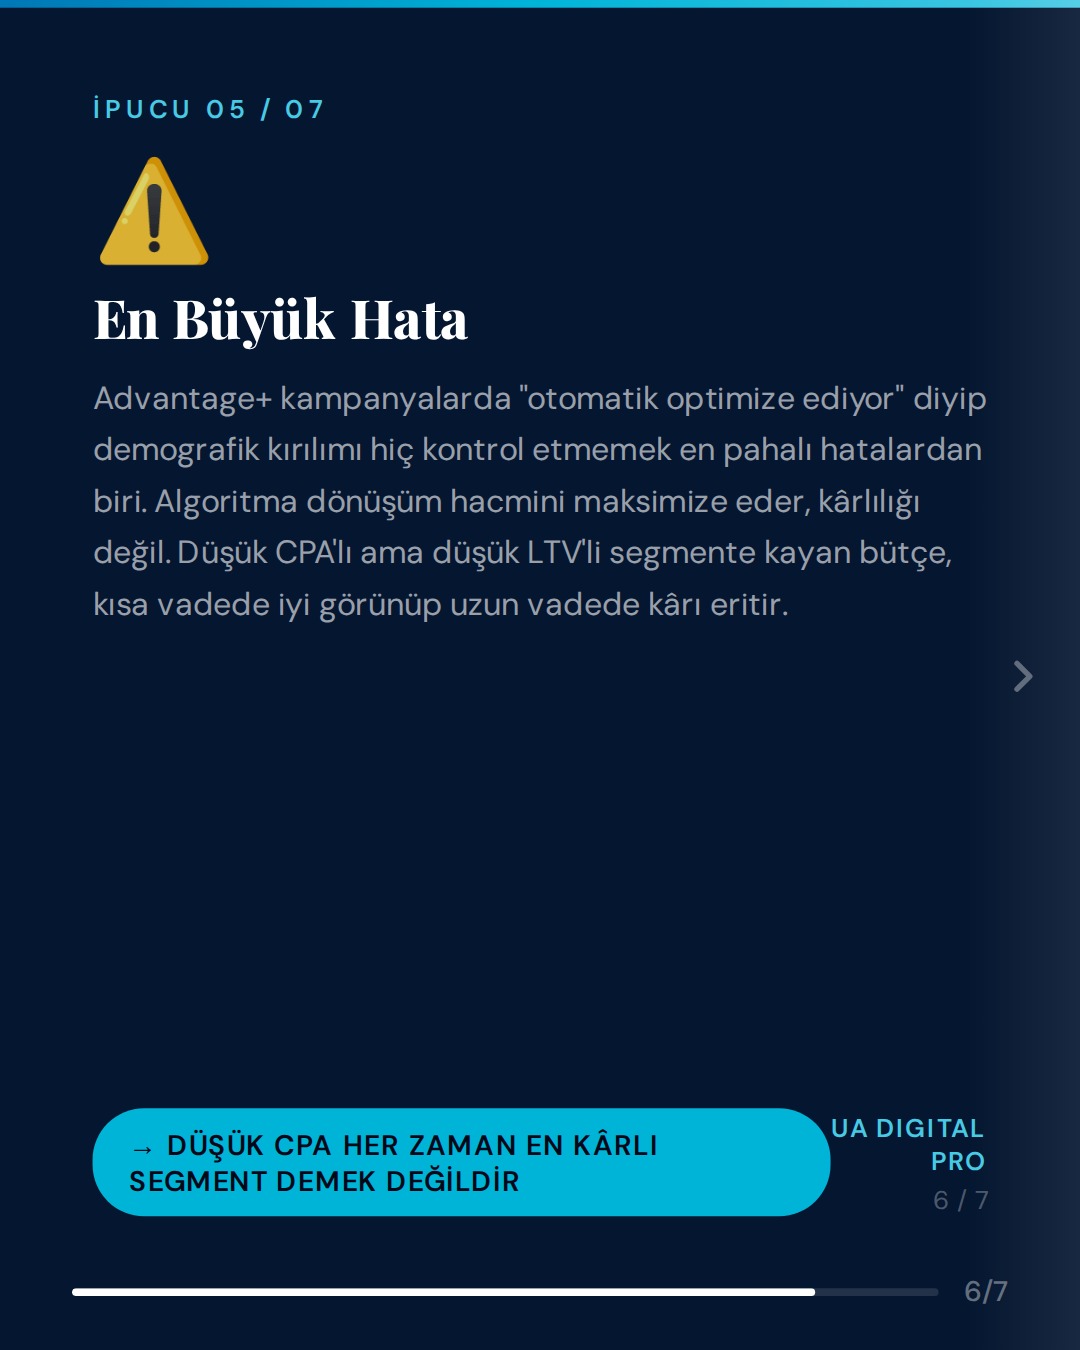 İPUCU 05 / 07
En Büyük Hata
Advantage+ kampanyalarda "otomatik optimize ediyor" diyip
demografik kırılımı hiç kontrol etmemek en pahalı hatalardan
biri. Algoritma dönüşüm hacmini maksimize eder, kârlılığı
değil. Düşük CPA'lı ama düşük LTV'li segmente kayan bütçe,
kısa vadede iyi görünüp uzun vadede kârı eritir.
→ DÜŞÜK CPA HER ZAMAN EN KÂRLI
SEGMENT DEMEK DEĞİLDİR
UA DIGITAL
PRO
6 / 7
6/7